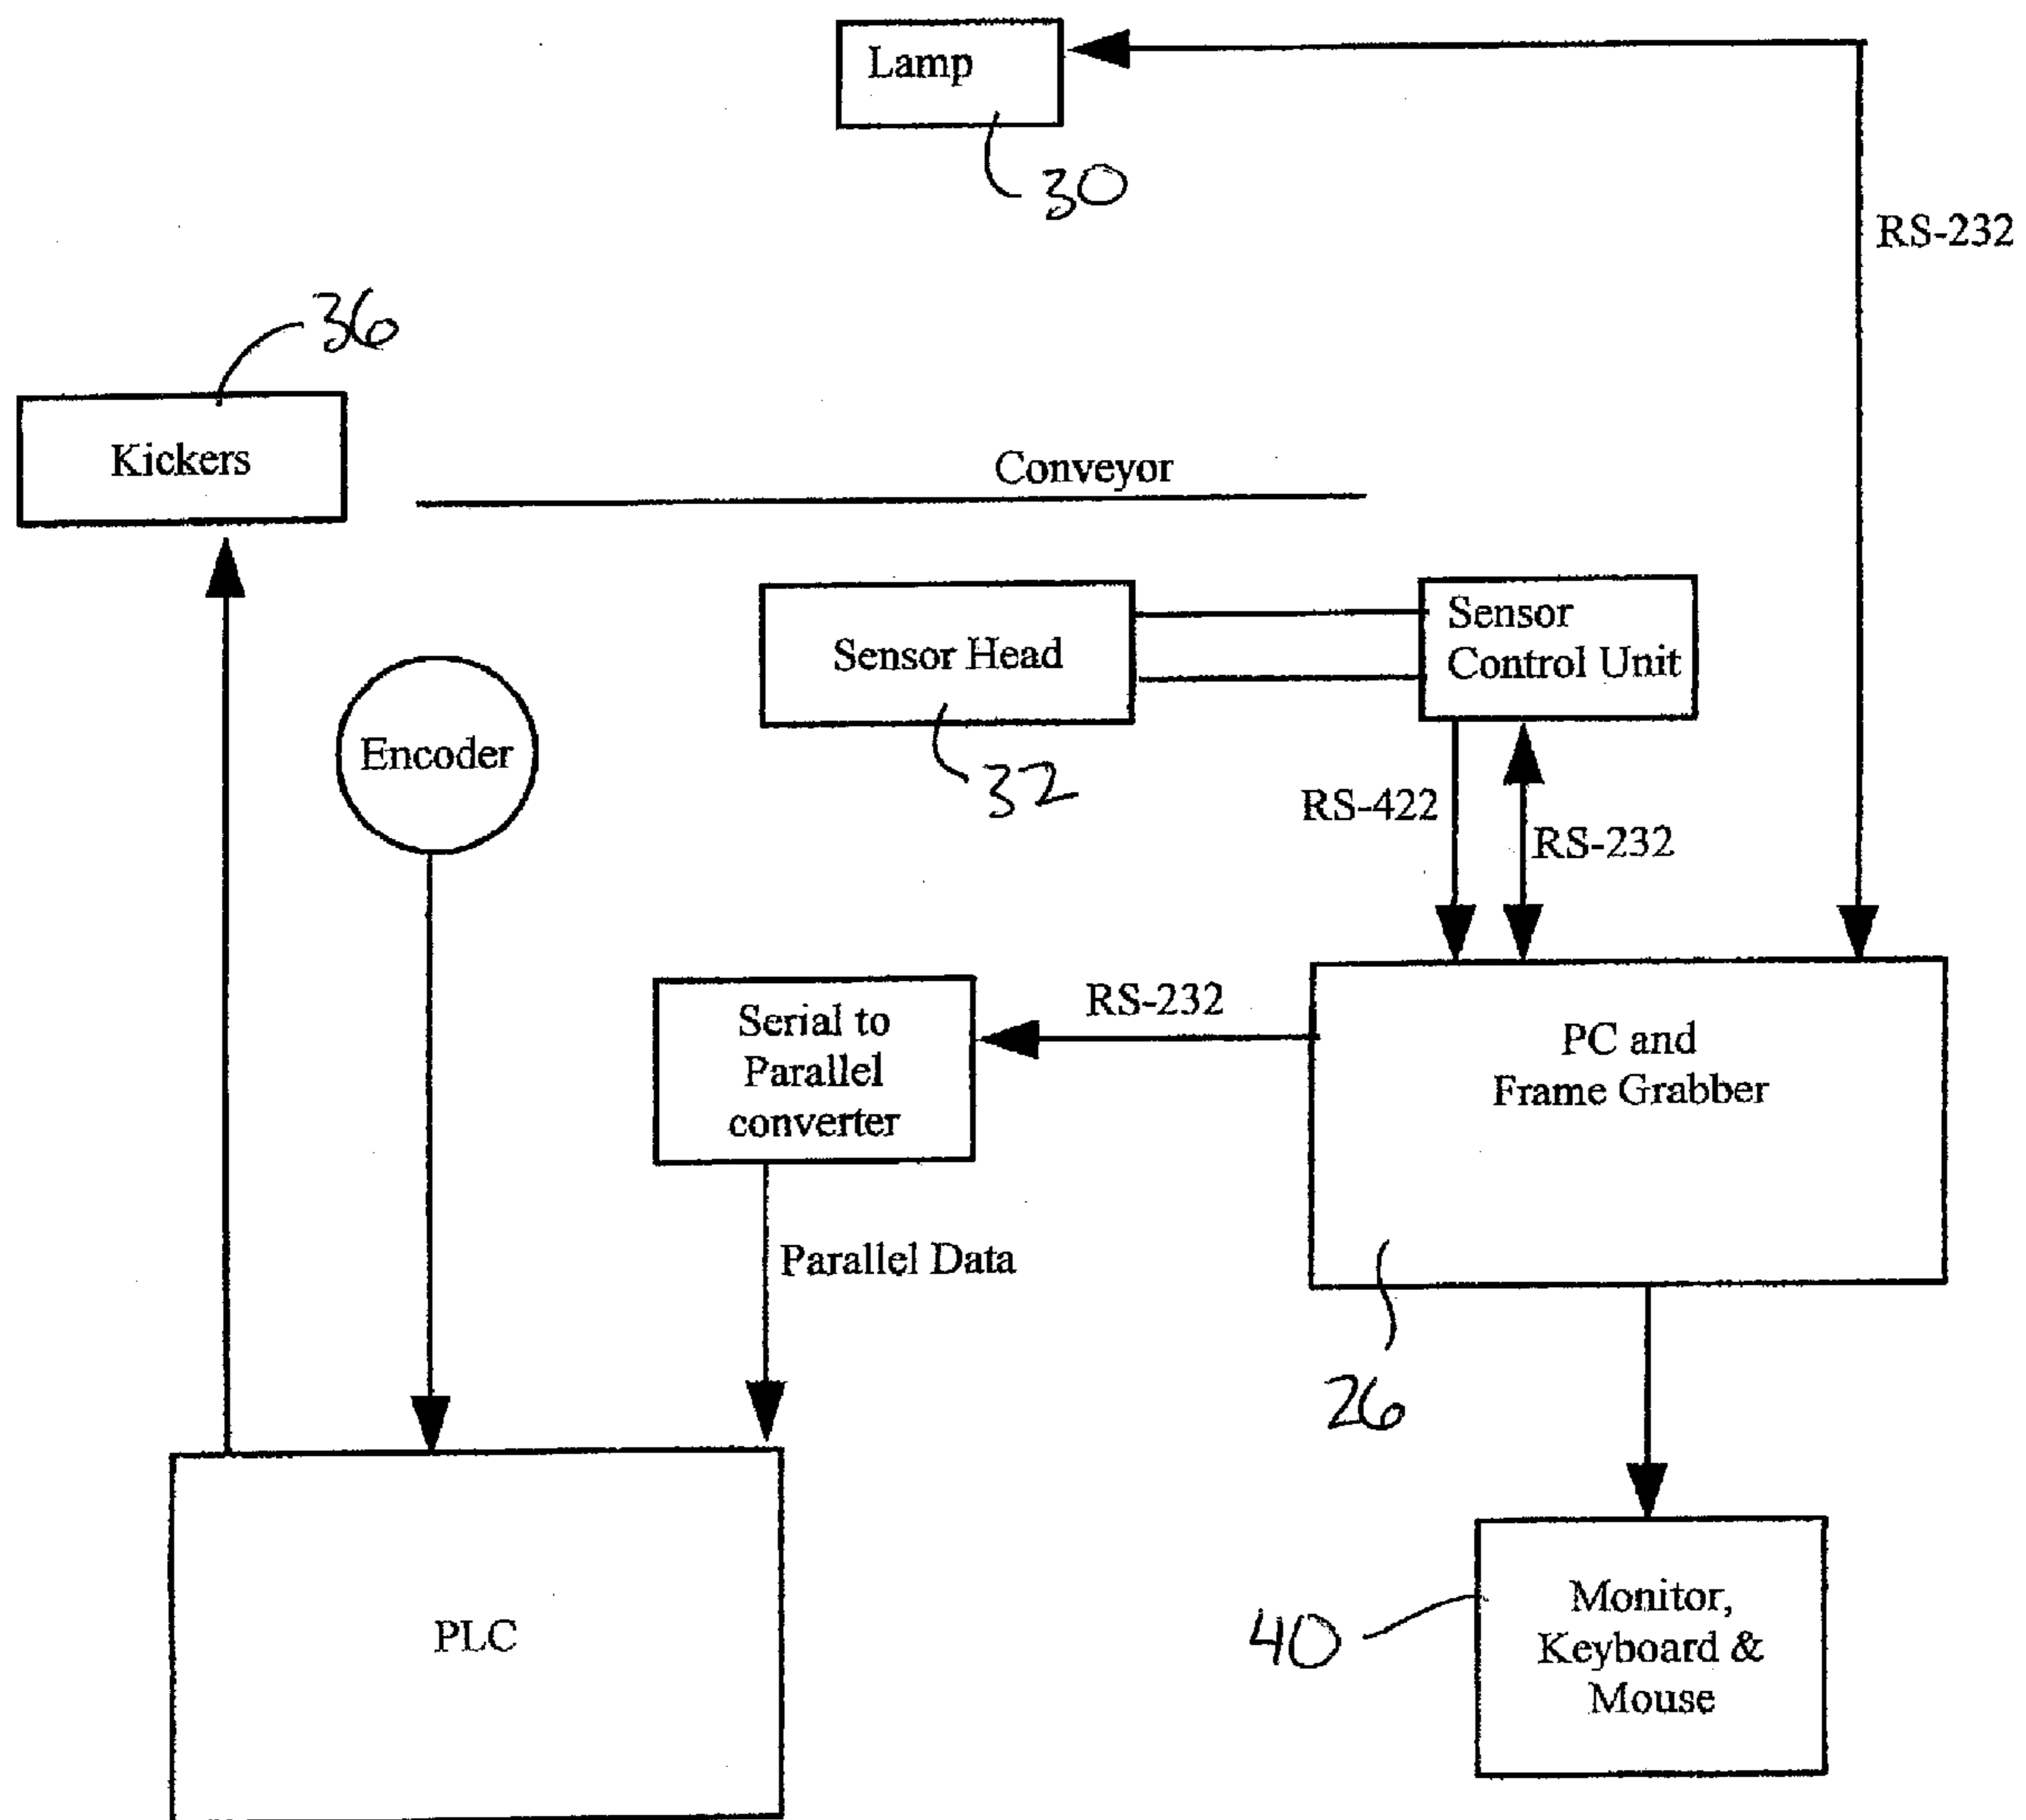 Lamp
30
RS-232
36
Kickers
Conveyor
Sensor Head
32
Sensor
Control Unit
Encoder
RS-422
RS-232
Serial to
Parallel
converter
RS-232
PC and
Frame Grabber
26
Parallel Data
PLC
40
Monitor,
Keyboard &
Mouse